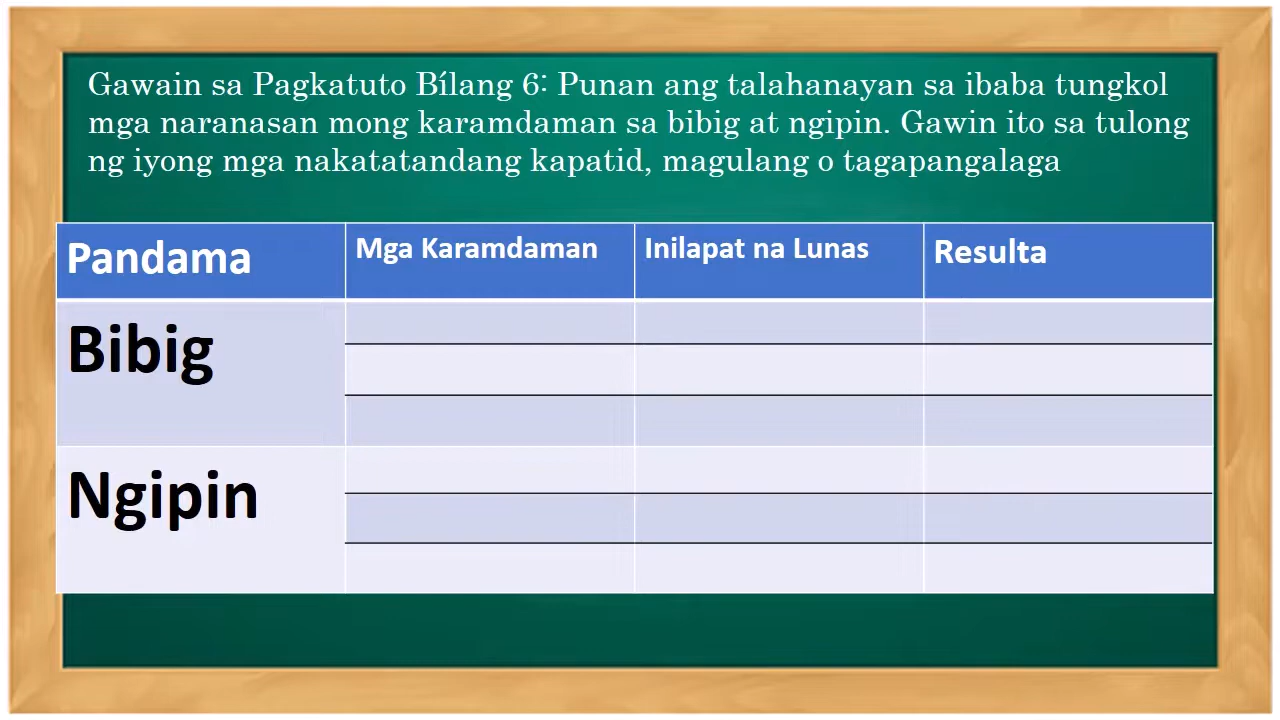 Gawain sa Pagkatuto Bílang 6: Punan ang talahanayan sa ibaba tungkol
mga naranasan mong karamdaman sa bibig at ngipin. Gawin ito sa tulong
ng iyong mga nakatatandang kapatid, magulang o tagapangalaga
Pandama Mga Karamdaman Inilapat na Lunas Resulta
Bibig
Ngipin